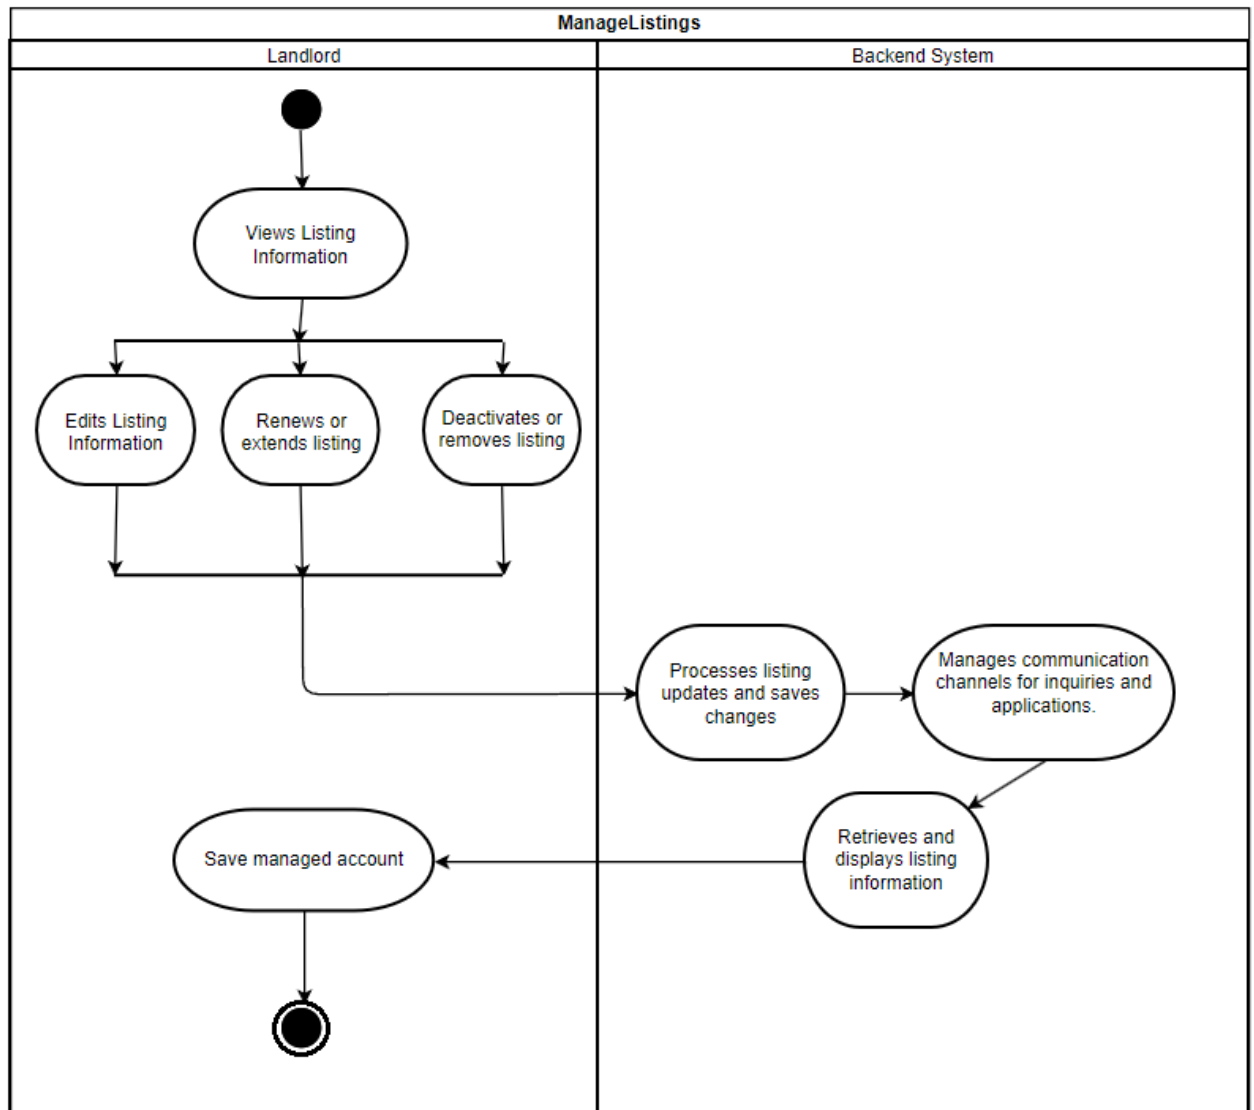 ManageListings
Landlord
Backend System
Views Listing
Information
Edits Listing
Information
Renews or
extends listing
Deactivates or
removes listing
Processes listing
updates and saves
changes
Manages communication
channels for inquiries and
applications.
Retrieves and
displays listing
information
Save managed account